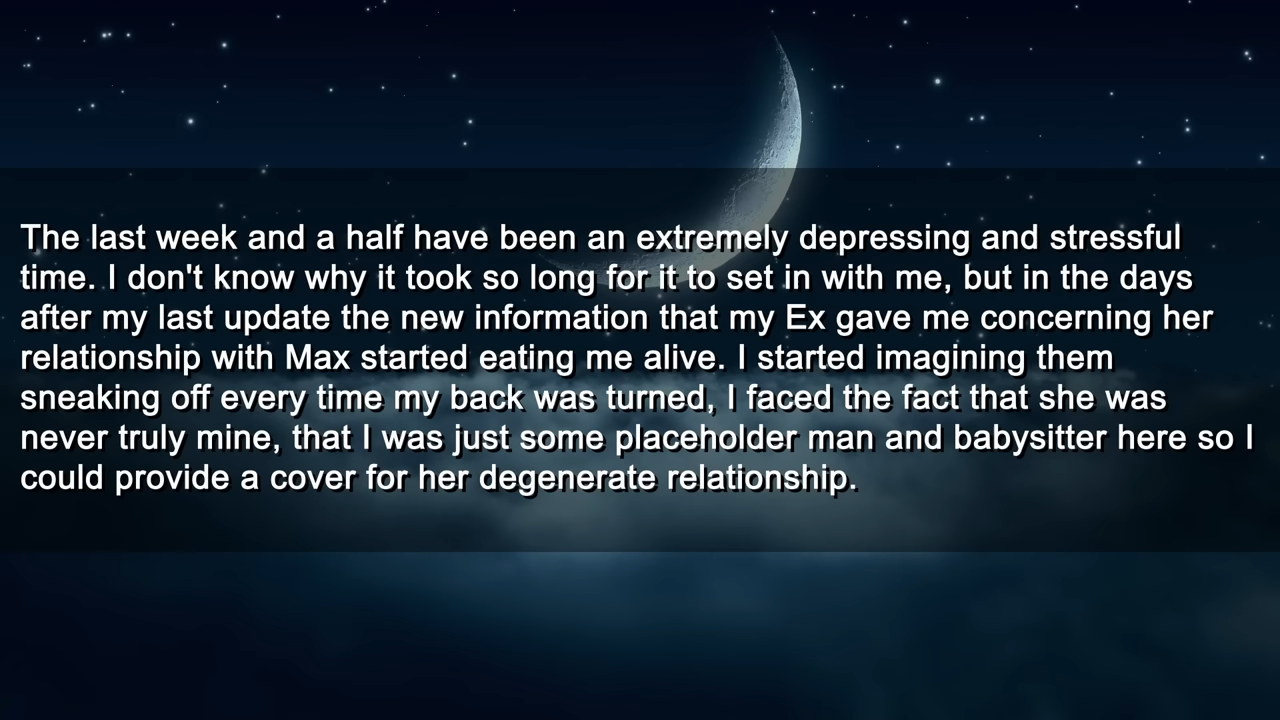 The last week and a half have been an extremely depressing and stressful
time. I don't know why it took so long for it to set in with me, but in the days
after my last update the new information that my Ex gave me concerning her
relationship with Max started eating me alive. I started imagining them
sneaking off every time my back was turned, I faced the fact that she was
never truly mine, that I was just some placeholder man and babysitter here so I
could provide a cover for her degenerate relationship.